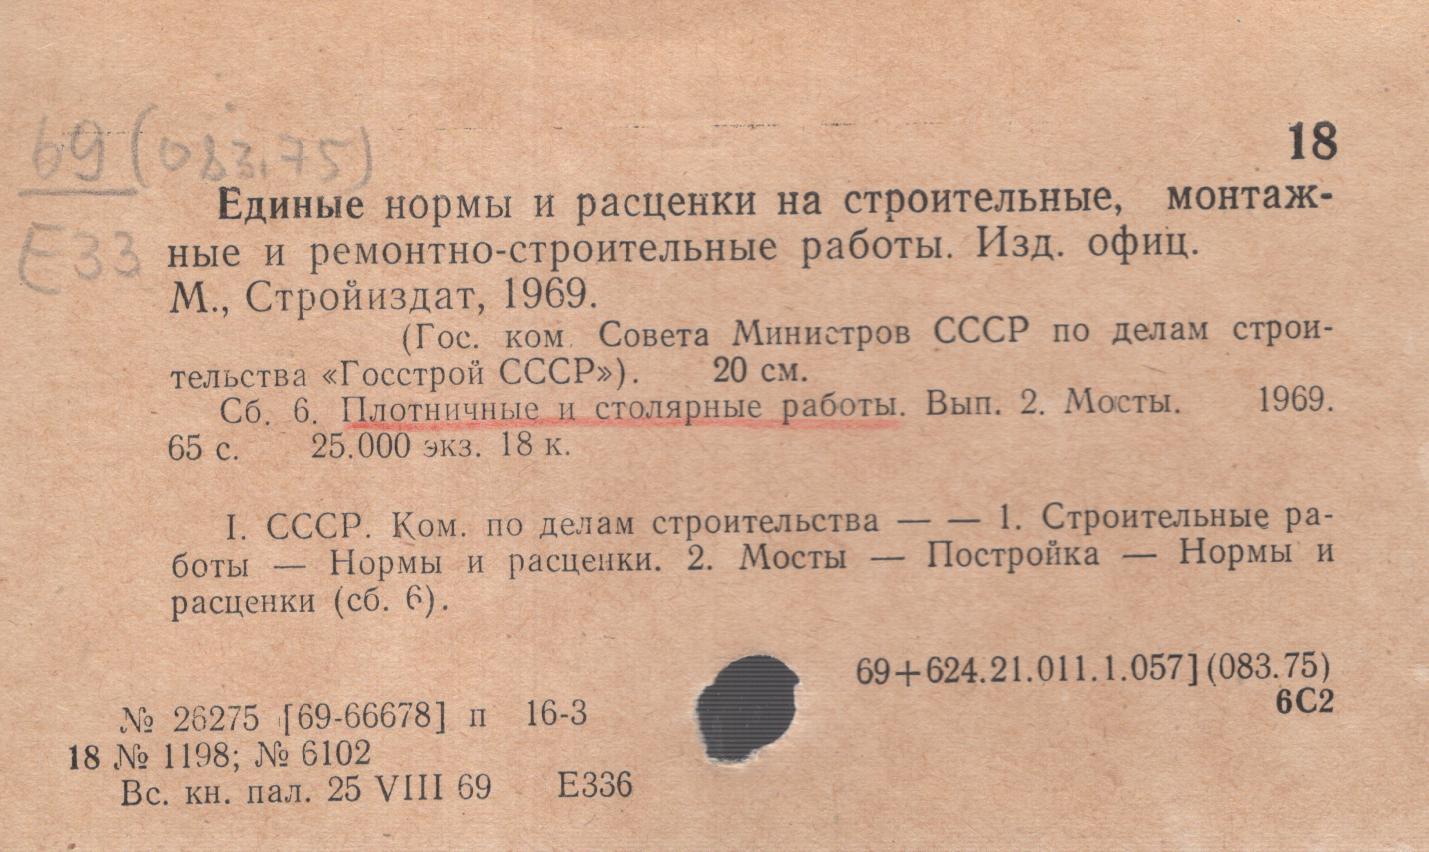 69(083.75)
Е33
18
Единые нормы и расценки на строительные, монтаж-
ные и ремонтно-строительные работы. Изд. офиц.
М., Стройиздат, 1969.
(Гос. ком. Совета Министров СССР по делам строи-
тельства «Госстрой СССР»). 20 см.
Сб. 6. Плотничные и столярные работы. Вып. 2. Мосты. 1969.
65 с. 25.000 экз. 18 к.
I. СССР. Ком. по делам строительства — — 1. Строительные ра-
боты — Нормы и расценки. 2. Мосты — Постройка — Нормы и
расценки (сб. 6).
69+624.21.011.1.057](083.75)
6С2
№ 26275 [69-66678] п 16-3
18 № 1198; № 6102
Вс. кн. пал. 25 VIII 69 Е336